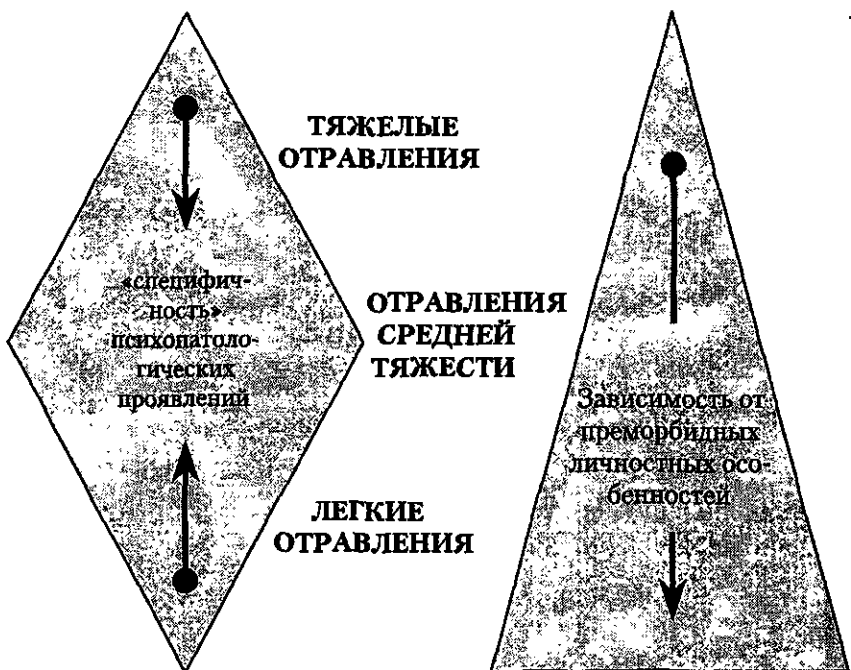 ТЯЖЕЛЫЕ
ОТРАВЛЕНИЯ
«специфич-
ность»
психопатоло-
гических
проявлений
ОТРАВЛЕНИЯ
СРЕДНЕЙ
ТЯЖЕСТИ
ЛЕГКИЕ
ОТРАВЛЕНИЯ
Зависимость от
преморбидных
личностных осо-
бенностей